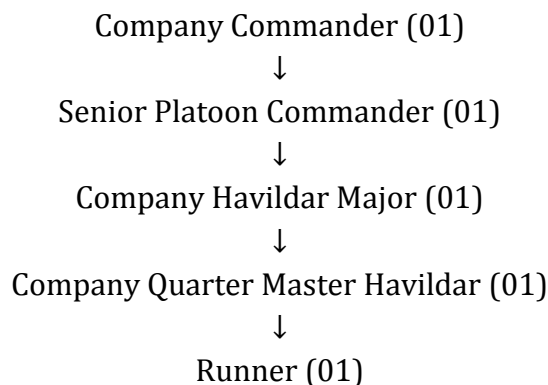 Company Commander (01)
↓
Senior Platoon Commander (01)
↓
Company Havildar Major (01)
↓
Company Quarter Master Havildar (01)
↓
Runner (01)